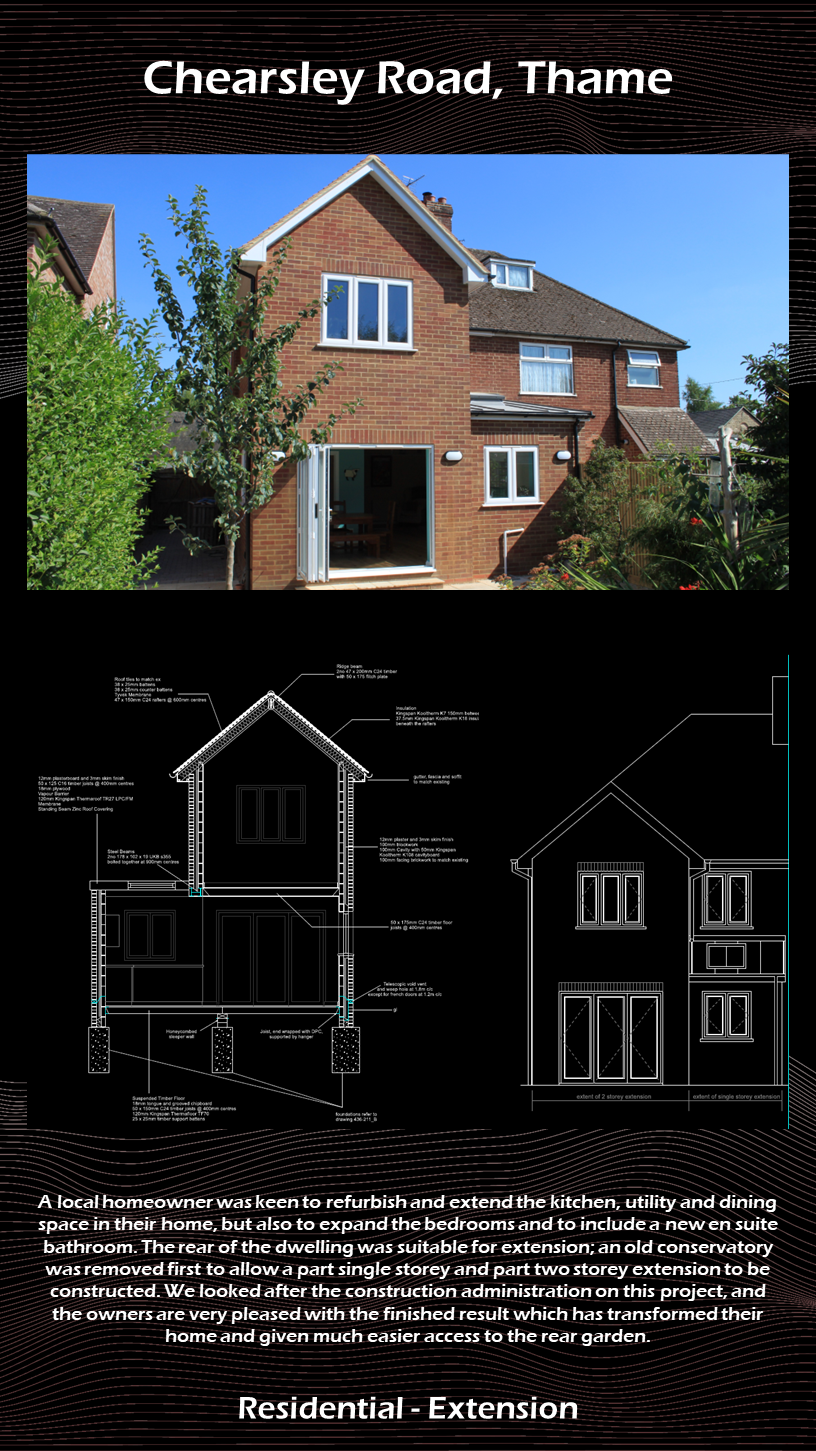 Chearsley Road, Thame
Ridge beam
2no 47 x 200mm C24 timber
with 50 x 175 flitch plate
Roof tiles to match ex
38 x 25mm battens
38 x 25mm counter battens
Tyvek Membrane
47 x 150mm C24 rafters @ 600mm centres
Insulation
Kingspan Kooltherm K7 150mm betwee
37.5mm Kingspan Kooltherm K18 insul
beneath the rafters
gutter, fascia and soffit
to match existing
12mm plasterboard and 3mm skim finish
50 x 125 C16 timber joists @ 400mm centres
18mm plywood
Vapour Barrier
120mm Kingspan Thermaroof TR27 LPC/FM
Membrane
Standing Seam Zinc Roof Covering
12mm plaster and 3mm skim finish
100mm blockwork
100mm Cavity with 50mm Kingspan
Kooltherm K108 cavityboard
100mm facing brickwork to match existing
Steel Beams
2no 178 x 102 x 19 UKB s355
bolted together at 600mm centres
50 x 175mm C24 timber floor
joists @ 400mm centres
Telescopic void vent
and weep hole at 1.8m c/c
except for french doors at 1.2m c/c
gl
Honeycombed
sleeper wall
Joist, end wrapped with DPC,
supported by hanger
Suspended Timber Floor
18mm tongue and grooved chipboard
50 x 150mm C24 timber joists @ 400mm centres
120mm Kingspan Thermafloor TF70
25 x 25mm timber support battens
foundations refer to
drawing 436-211_B
extent of 2 storey extension
extent of single storey extension
A local homeowner was keen to refurbish and extend the kitchen, utility and dining
space in their home, but also to expand the bedrooms and to include a new en suite
bathroom. The rear of the dwelling was suitable for extension; an old conservatory
was removed first to allow a part single storey and part two storey extension to be
constructed. We looked after the construction administration on this project, and
the owners are very pleased with the finished result which has transformed their
home and given much easier access to the rear garden.
Residential - Extension